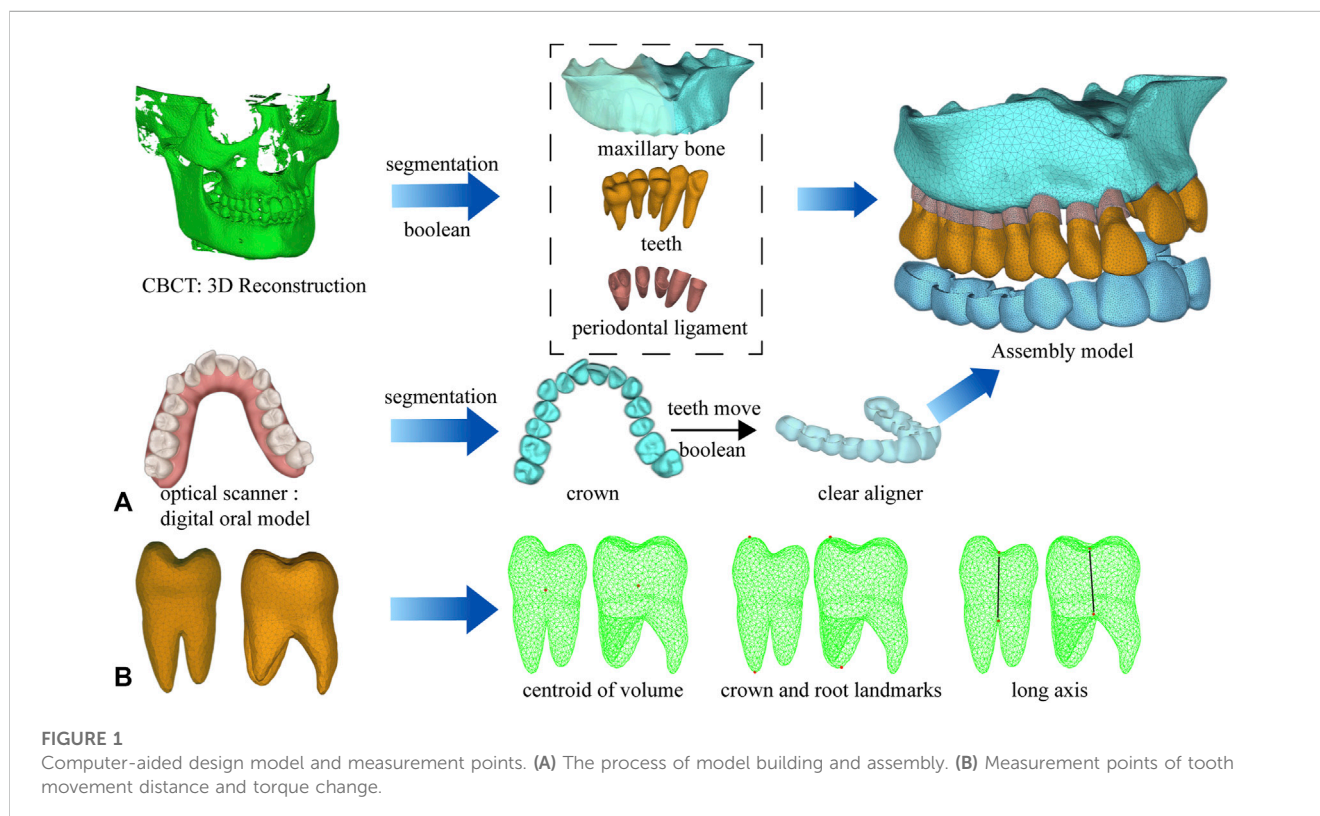 segmentation
boolean
CBCT: 3D Reconstruction
maxillary bone
teeth
periodontal ligament
Assembly model
segmentation
teeth move
boolean
A
optical scanner :
digital oral model
crown
clear aligner
B
centroid of volume
crown and root landmarks
long axis
FIGURE 1
Computer-aided design model and measurement points. (A) The process of model building and assembly. (B) Measurement points of tooth
movement distance and torque change.